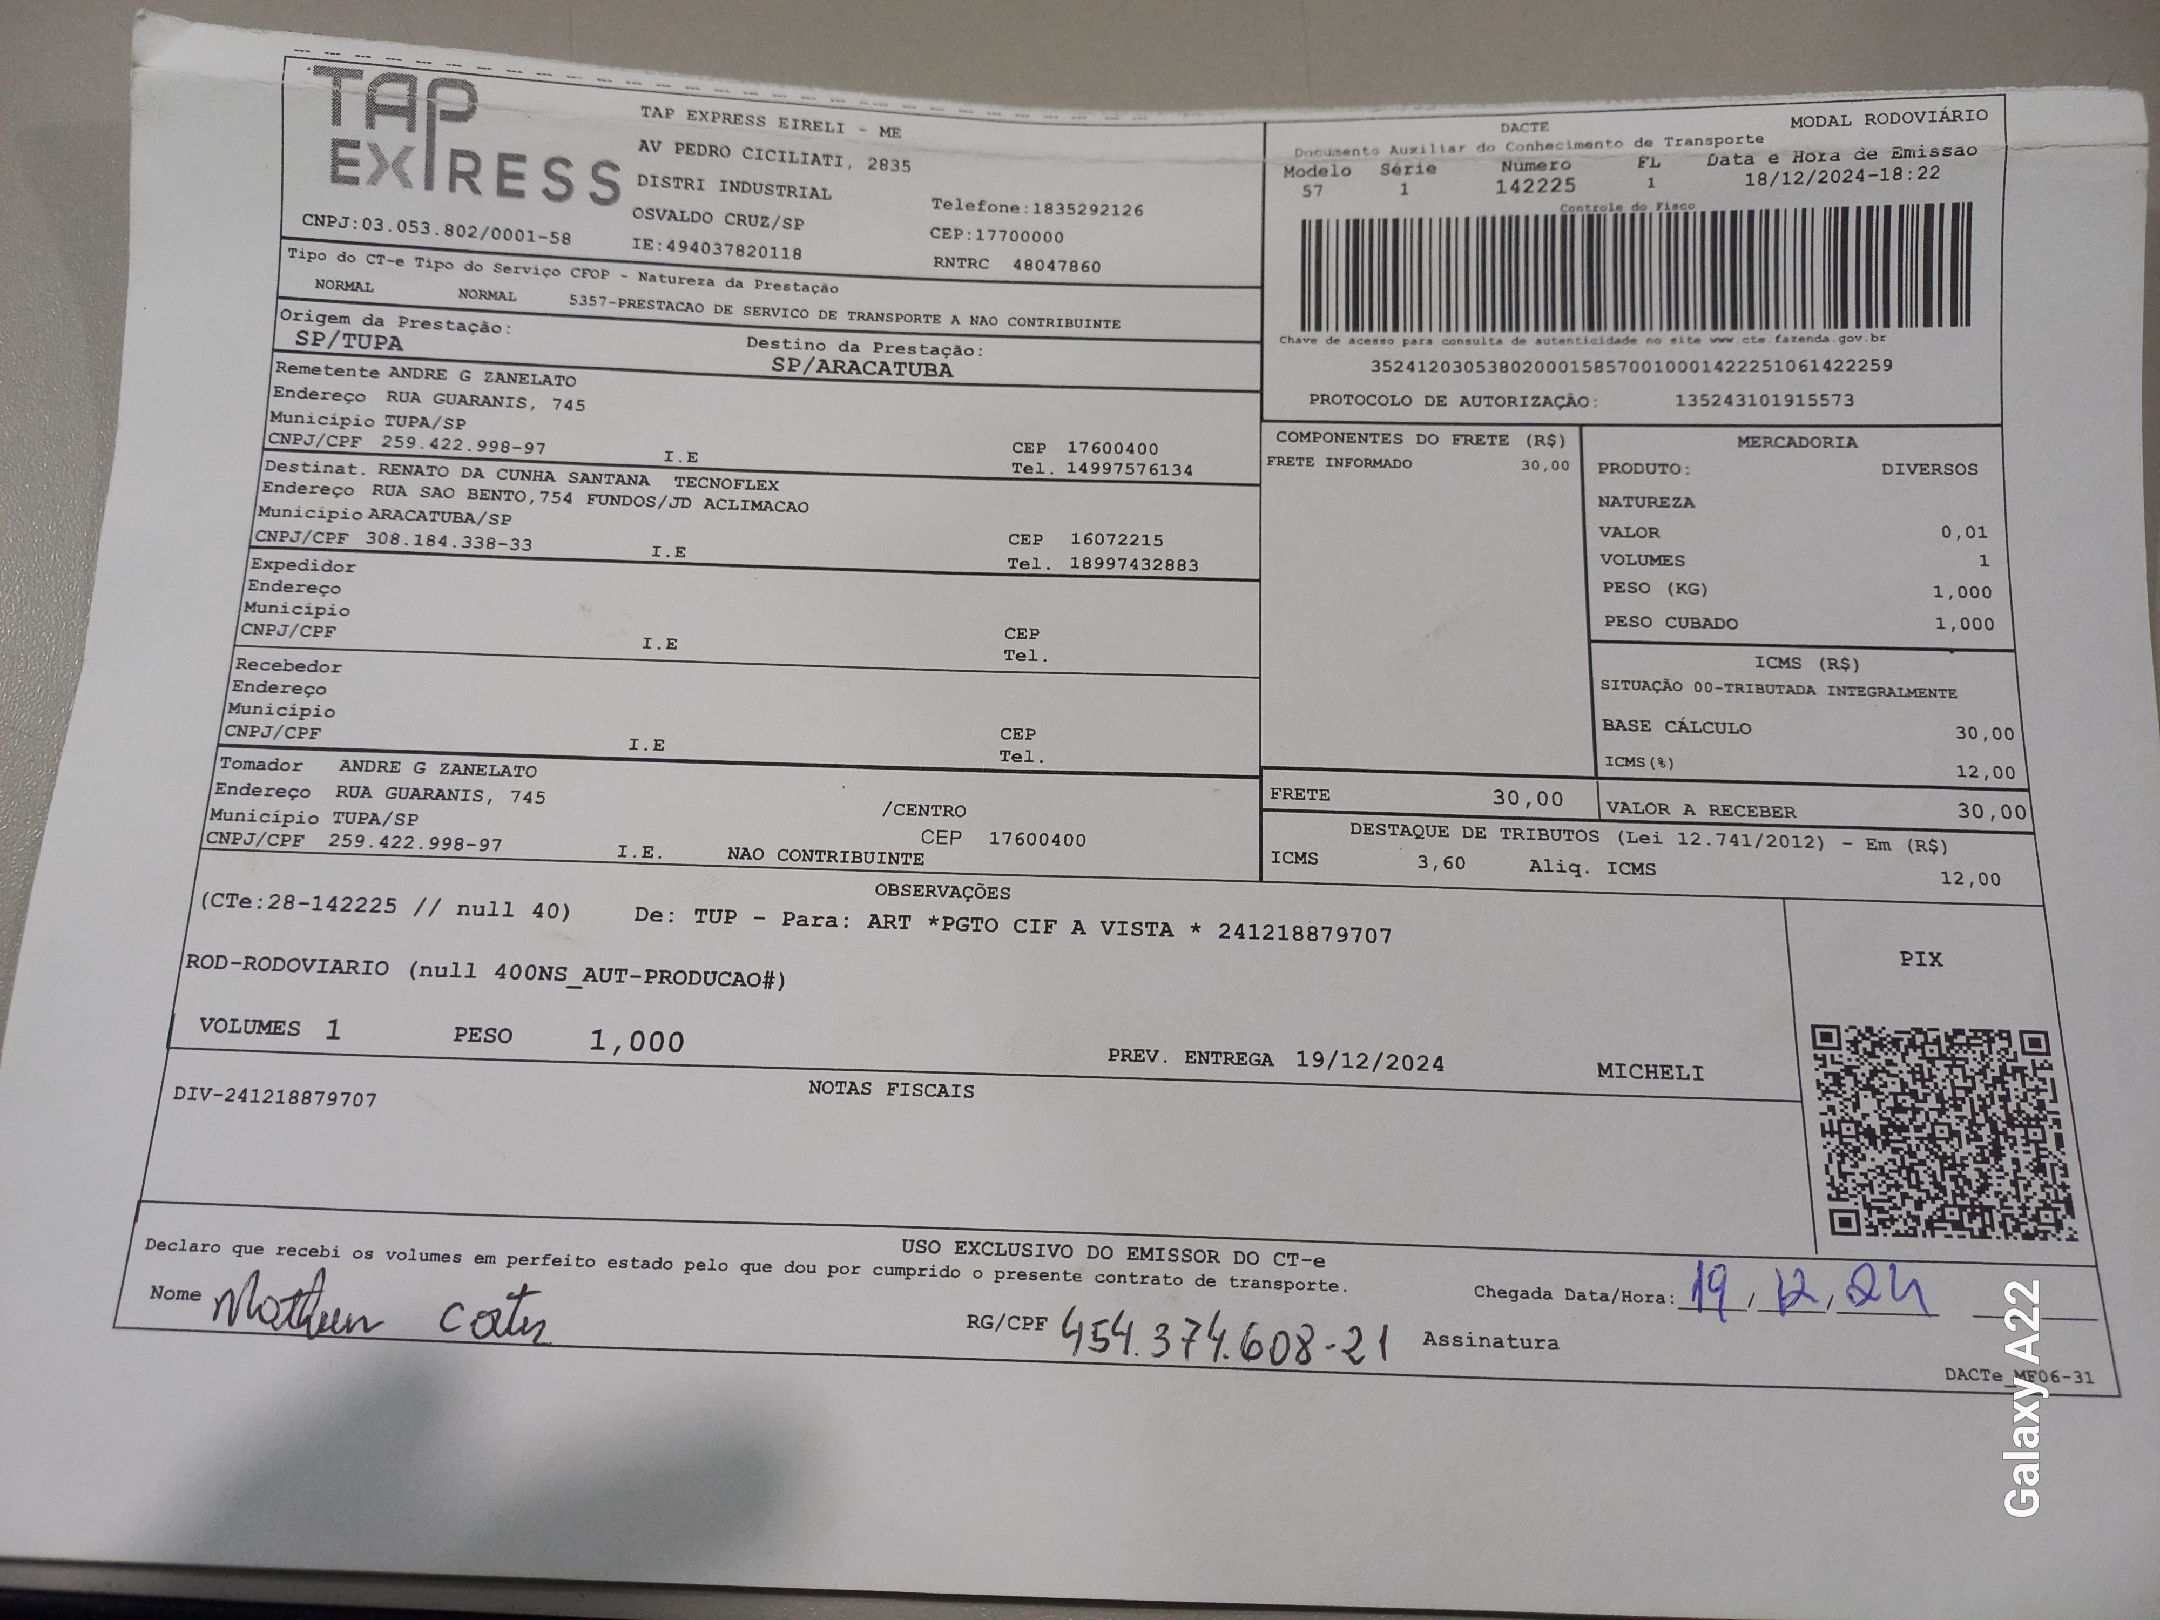 TAP
EXPRESS
TAP EXPRESS EIRELI - ME
AV PEDRO CICILIATI, 2835
DISTRI INDUSTRIAL
OSVALDO CRUZ/SP
Telefone:1835292126
CNPJ:03.053.802/0001-58
IE:494037820118
CEP:17700000
RNTRC 48047860
DACTE
MODAL RODOVIÁRIO
Documento Auxiliar do Conhecimento de Transporte
Modelo Série Numero FL Data e Hora de Emissao
57 1 142225 1 18/12/2024-18:22
Controle do Fisco
Chave de acesso para consulta de autenticidade no site www.cte.fazenda.gov.br
35241203053802000158570010001422251061422259
PROTOCOLO DE AUTORIZAÇÃO: 135243101915573
Tipo do CT-e Tipo do Serviço CFOP - Natureza da Prestação
NORMAL NORMAL 5357-PRESTACAO DE SERVICO DE TRANSPORTE A NAO CONTRIBUINTE
Origem da Prestação: Destino da Prestação:
SP/TUPA SP/ARACATUBA
Remetente ANDRE G ZANELATO
Endereço RUA GUARANIS, 745
Município TUPA/SP CEP 17600400
CNPJ/CPF 259.422.998-97 I.E Tel. 14997576134
Destinat. RENATO DA CUNHA SANTANA TECNOFLEX
Endereço RUA SAO BENTO,754 FUNDOS/JD ACLIMACAO
Município ARACATUBA/SP CEP 16072215
CNPJ/CPF 308.184.338-33 I.E Tel. 18997432883
Expedidor
Endereço
Município CEP
CNPJ/CPF I.E Tel.
Recebedor
Endereço
Município CEP
CNPJ/CPF I.E Tel.
Tomador ANDRE G ZANELATO
Endereço RUA GUARANIS, 745 /CENTRO
Município TUPA/SP CEP 17600400
CNPJ/CPF 259.422.998-97 I.E. NAO CONTRIBUINTE
COMPONENTES DO FRETE (R$)
FRETE INFORMADO 30,00
MERCADORIA
PRODUTO: DIVERSOS
NATUREZA
VALOR 0,01
VOLUMES 1
PESO (KG) 1,000
PESO CUBADO 1,000
ICMS (R$)
SITUAÇÃO 00-TRIBUTADA INTEGRALMENTE
BASE CÁLCULO 30,00
ICMS(%) 12,00
FRETE 30,00 VALOR A RECEBER 30,00
DESTAQUE DE TRIBUTOS (Lei 12.741/2012) - Em (R$)
ICMS 3,60 Aliq. ICMS 12,00
OBSERVAÇÕES
(CTe:28-142225 // null 40) De: TUP - Para: ART *PGTO CIF A VISTA * 241218879707
ROD-RODOVIARIO (null 400NS_AUT-PRODUCAO#)
VOLUMES 1 PESO 1,000 PREV. ENTREGA 19/12/2024 MICHELI
PIX
NOTAS FISCAIS
DIV-241218879707
USO EXCLUSIVO DO EMISSOR DO CT-e
Declaro que recebi os volumes em perfeito estado pelo que dou por cumprido o presente contrato de transporte.
Nome RG/CPF 454.374.608-21 Assinatura
Chegada Data/Hora: 19, 12, 24
DACTe_MF06-31
Galaxy A22